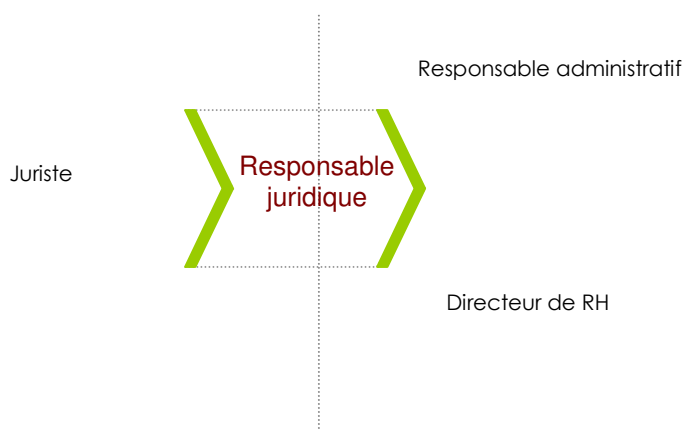 Responsable administratif
Juriste
Responsable
juridique
Directeur de RH